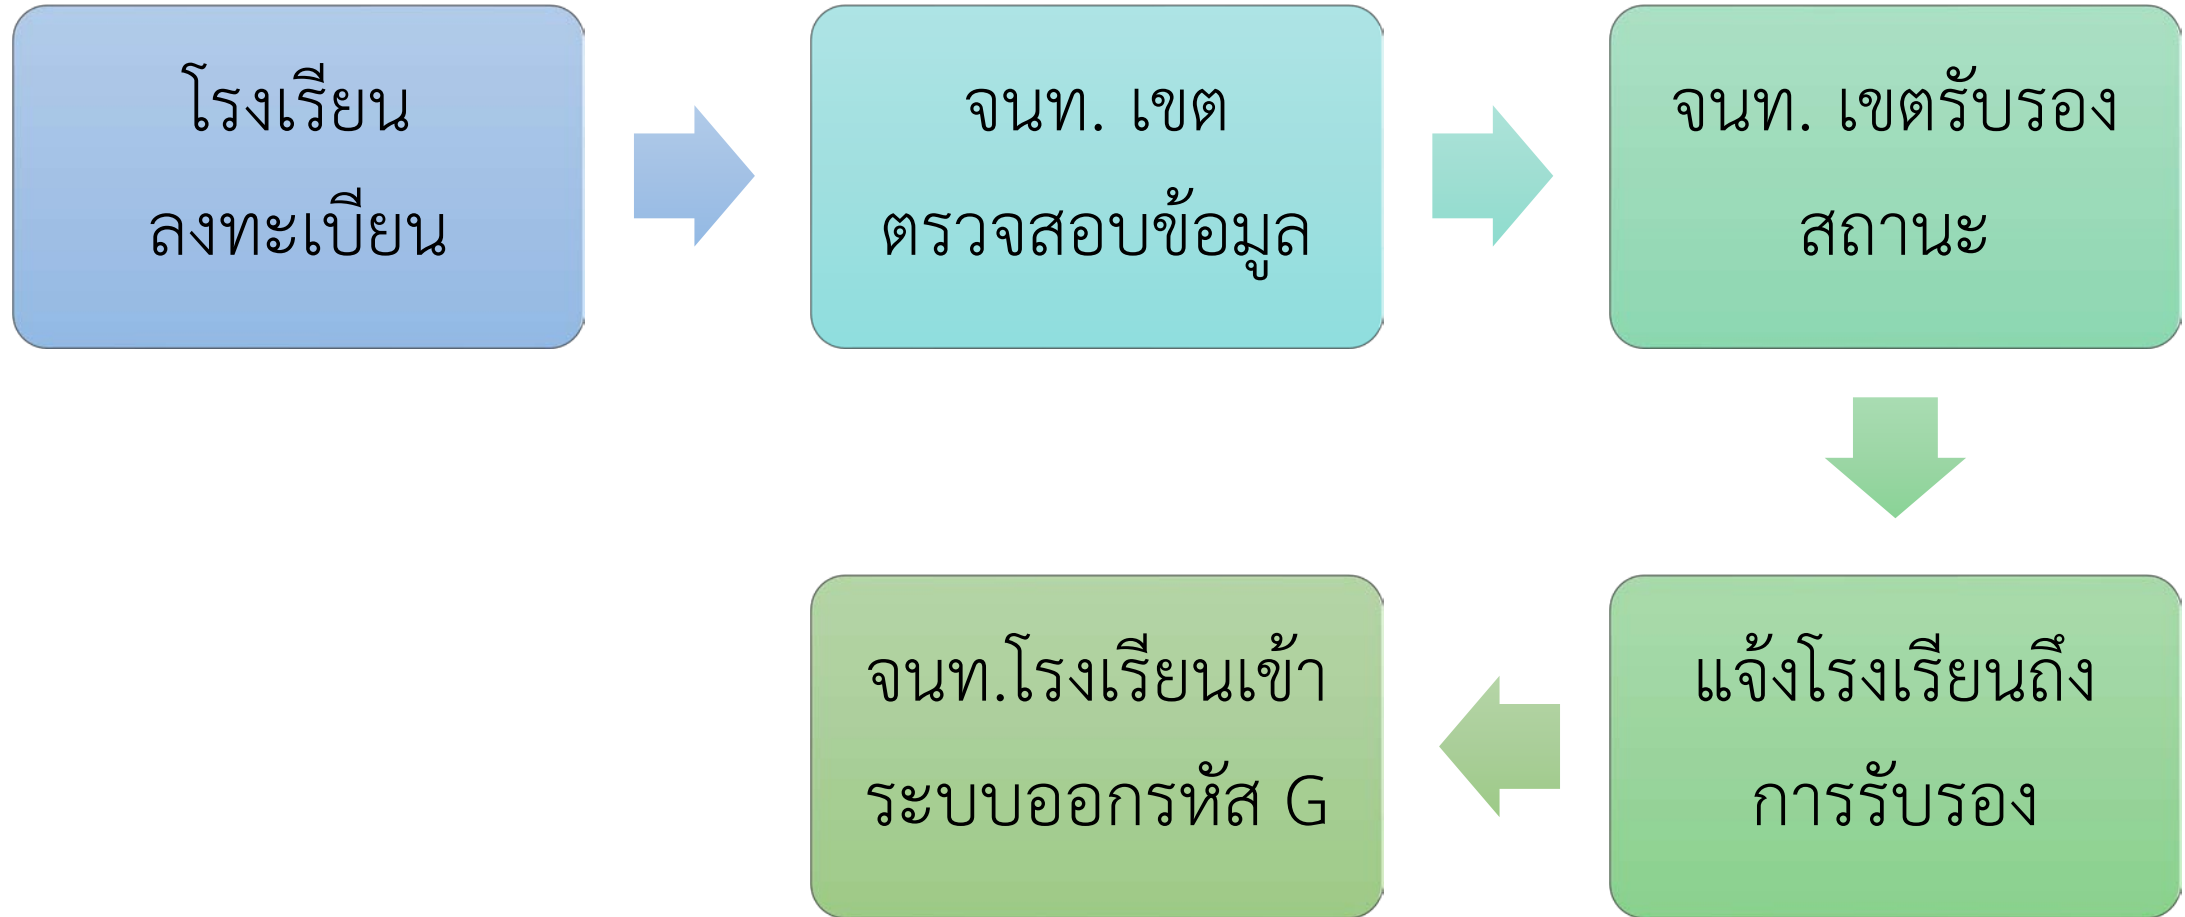 โรงเรียน
ลงทะเบียน
จนท. เขต
ตรวจสอบข้อมูล
จนท. เขตรับรอง
สถานะ
แจ้งโรงเรียนถึง
การรับรอง
จนท.โรงเรียนเข้า
ระบบออกรหัส G